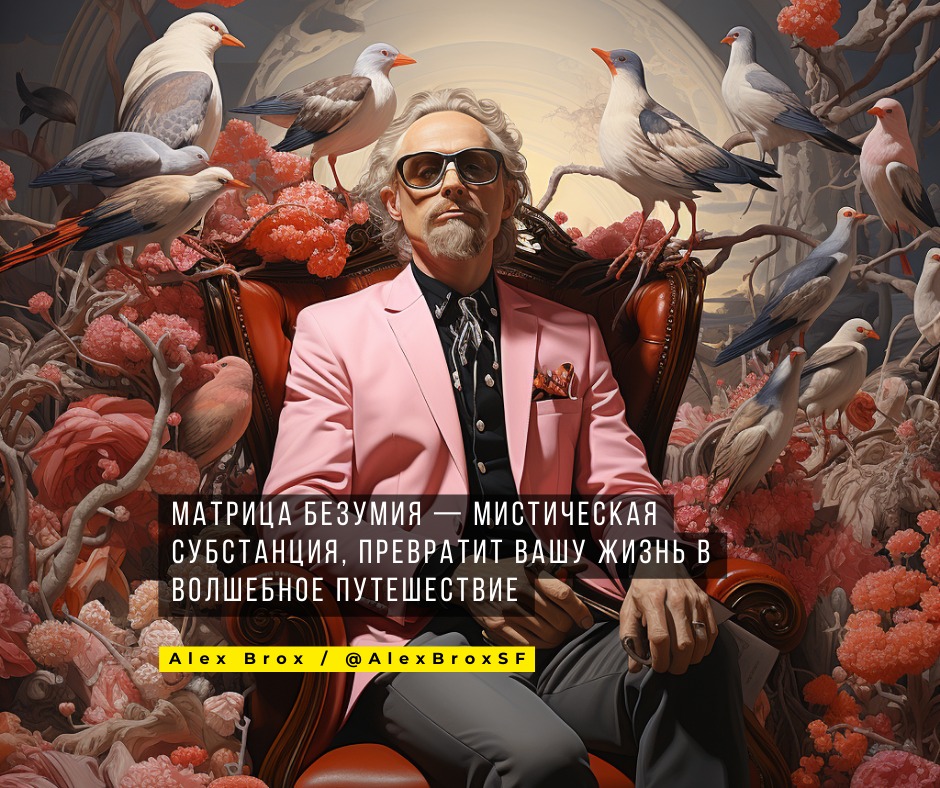 МАТРИЦА БЕЗУМИЯ — МИСТИЧЕСКАЯ
СУБСТАНЦИЯ, ПРЕВРАТИТ ВАШУ ЖИЗНЬ В
ВОЛШЕБНОЕ ПУТЕШЕСТВИЕ
Alex Brox / @AlexBroxSF